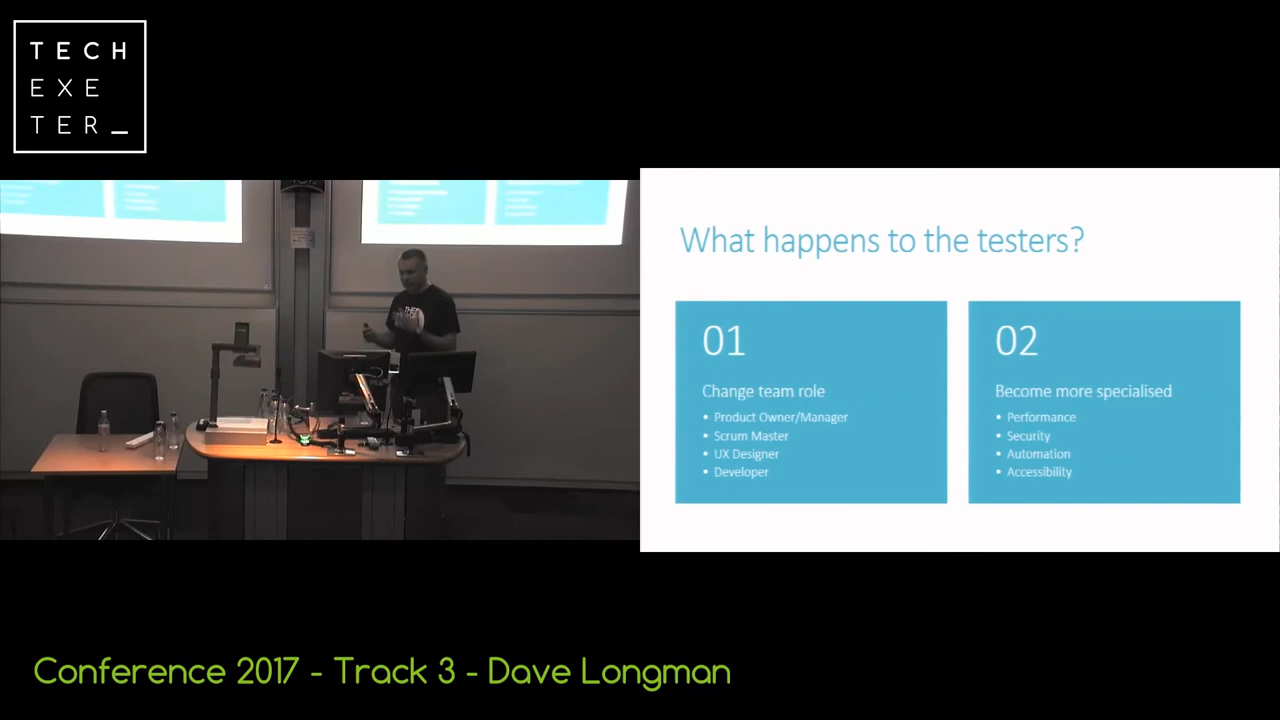 TECH
EXE
TER_
What happens to the testers?
01
Change team role
• Product Owner/Manager
• Scrum Master
• UX Designer
• Developer
02
Become more specialised
• Performance
• Security
• Automation
• Accessibility
Conference 2017 - Track 3 - Dave Longman